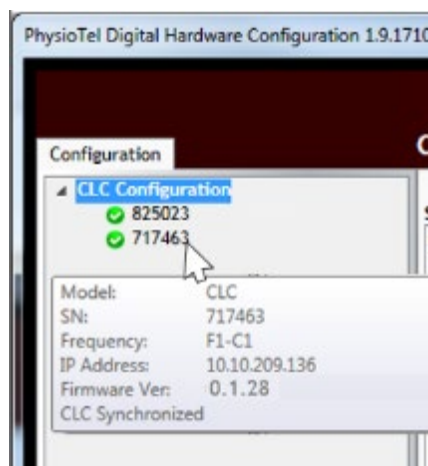 PhysioTel Digital Hardware Configuration 1.9.1710
Configuration
CLC Configuration
825023
717463
Model: CLC
SN: 717463
Frequency: F1-C1
IP Address: 10.10.209.136
Firmware Ver: 0.1.28
CLC Synchronized